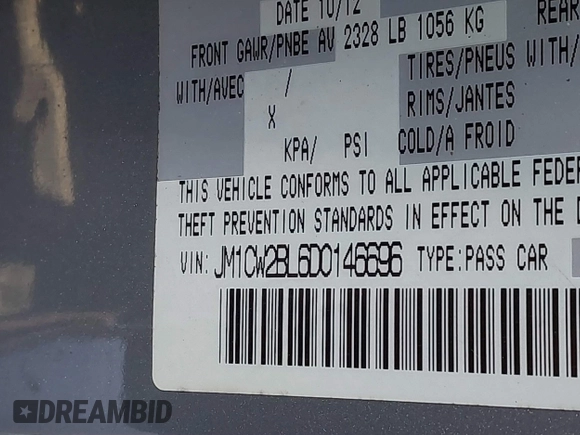 DATE 10/12
REAR
FRONT GAWR/PNBE AV 2328 LB 1056 KG
WITH/AVEC /
TIRES/PNEUS WITH/
X
RIMS/JANTES
KPA/ PSI COLD/A FROID
THIS VEHICLE CONFORMS TO ALL APPLICABLE FEDER
THEFT PREVENTION STANDARDS IN EFFECT ON THE D
VIN: JM1CW2BL6D0146696 TYPE:PASS CAR
DREAMBID